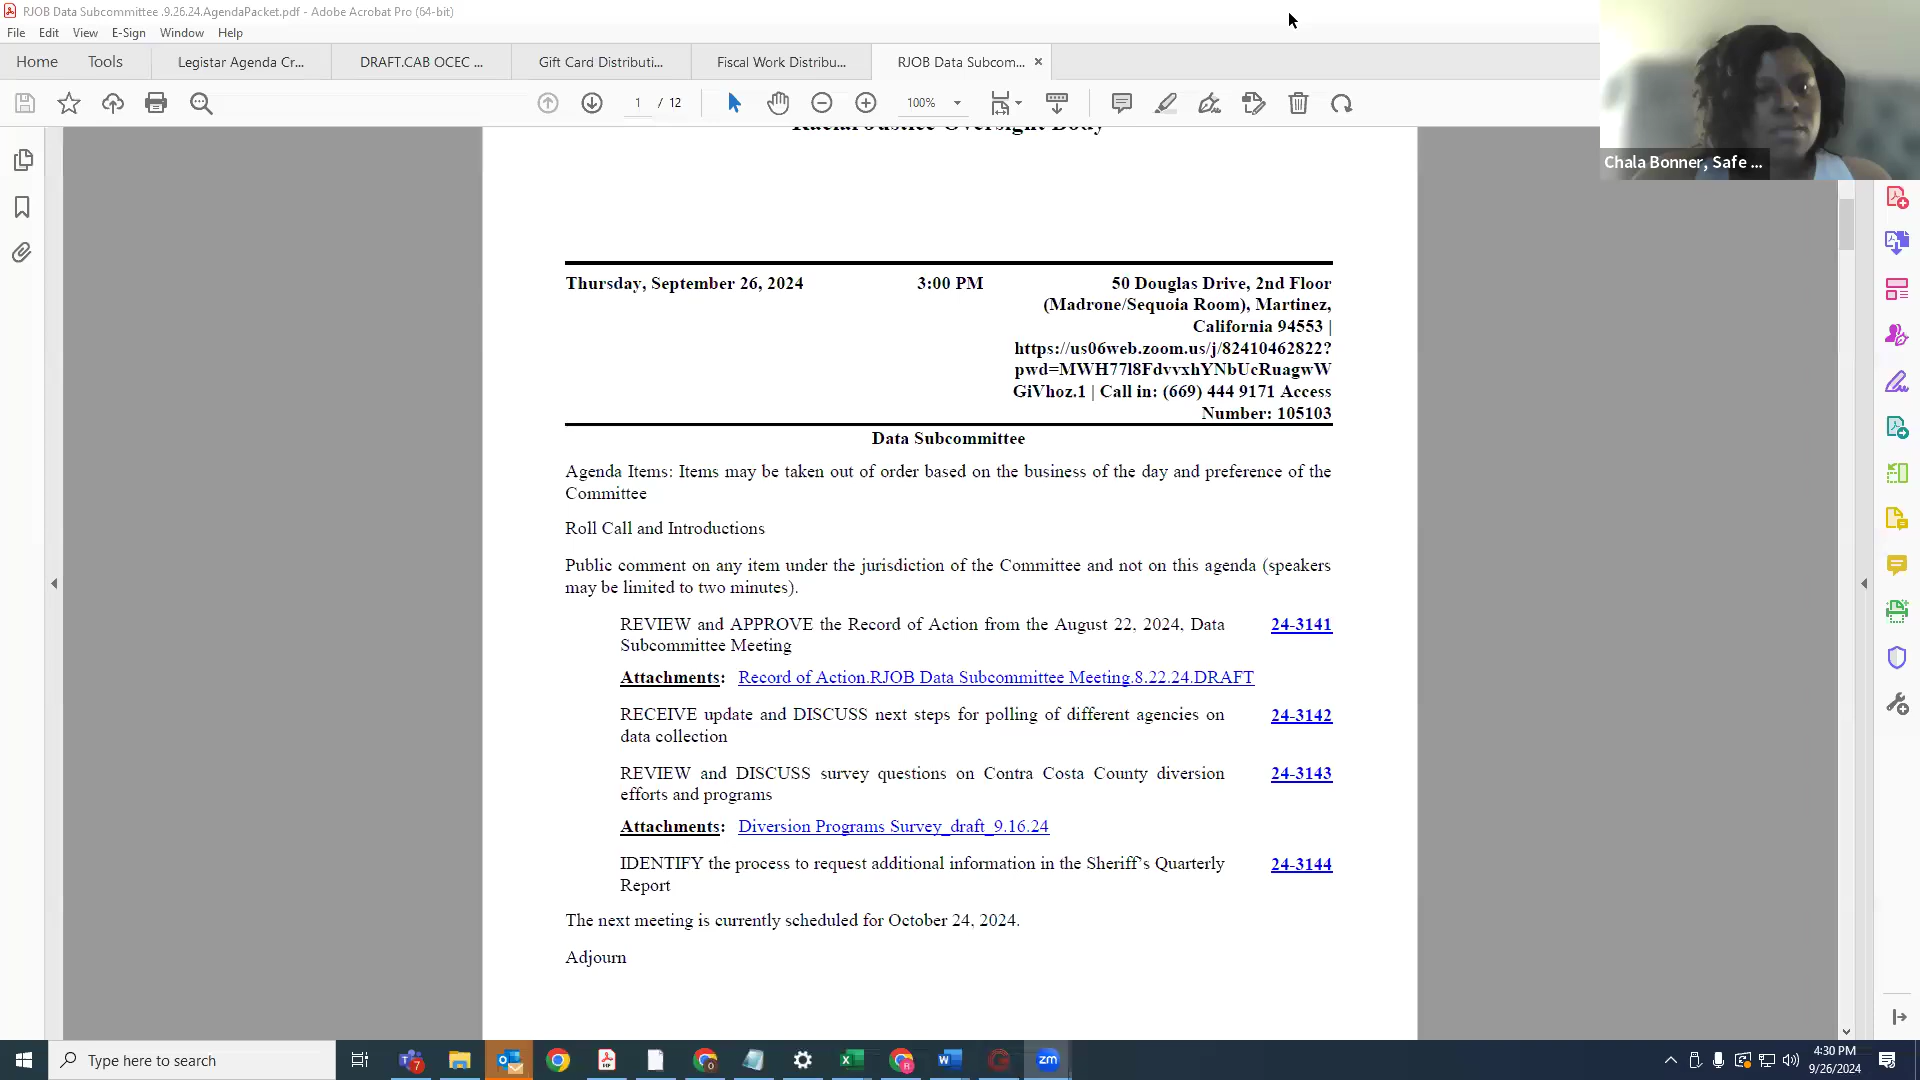 RJOB Data Subcommittee .9.26.24.AgendaPacket.pdf - Adobe Acrobat Pro (64-bit)
File Edit View E-Sign Window Help
Home Tools Legistar Agenda Cr... DRAFT.CAB OCEC ... Gift Card Distributi... Fiscal Work Distribu... RJOB Data Subcom... ×
1 / 12 100%
Oversight Body
Chala Bonner, Safe ...
Thursday, September 26, 2024 3:00 PM 50 Douglas Drive, 2nd Floor
(Madrone/Sequoia Room), Martinez,
California 94553 |
https://us06web.zoom.us/j/82410462822?
pwd=MWH77l8FdvvxhYNbUcRuagwW
GiVhoz.1 | Call in: (669) 444 9171 Access
Number: 105103
Data Subcommittee
Agenda Items: Items may be taken out of order based on the business of the day and preference of the
Committee
Roll Call and Introductions
Public comment on any item under the jurisdiction of the Committee and not on this agenda (speakers
may be limited to two minutes).
REVIEW and APPROVE the Record of Action from the August 22, 2024, Data 24-3141
Subcommittee Meeting
Attachments: Record of Action.RJOB Data Subcommittee Meeting.8.22.24.DRAFT
RECEIVE update and DISCUSS next steps for polling of different agencies on 24-3142
data collection
REVIEW and DISCUSS survey questions on Contra Costa County diversion 24-3143
efforts and programs
Attachments: Diversion Programs Survey_draft_9.16.24
IDENTIFY the process to request additional information in the Sheriff's Quarterly 24-3144
Report
The next meeting is currently scheduled for October 24, 2024.
Adjourn
Type here to search
4:30 PM
9/26/2024